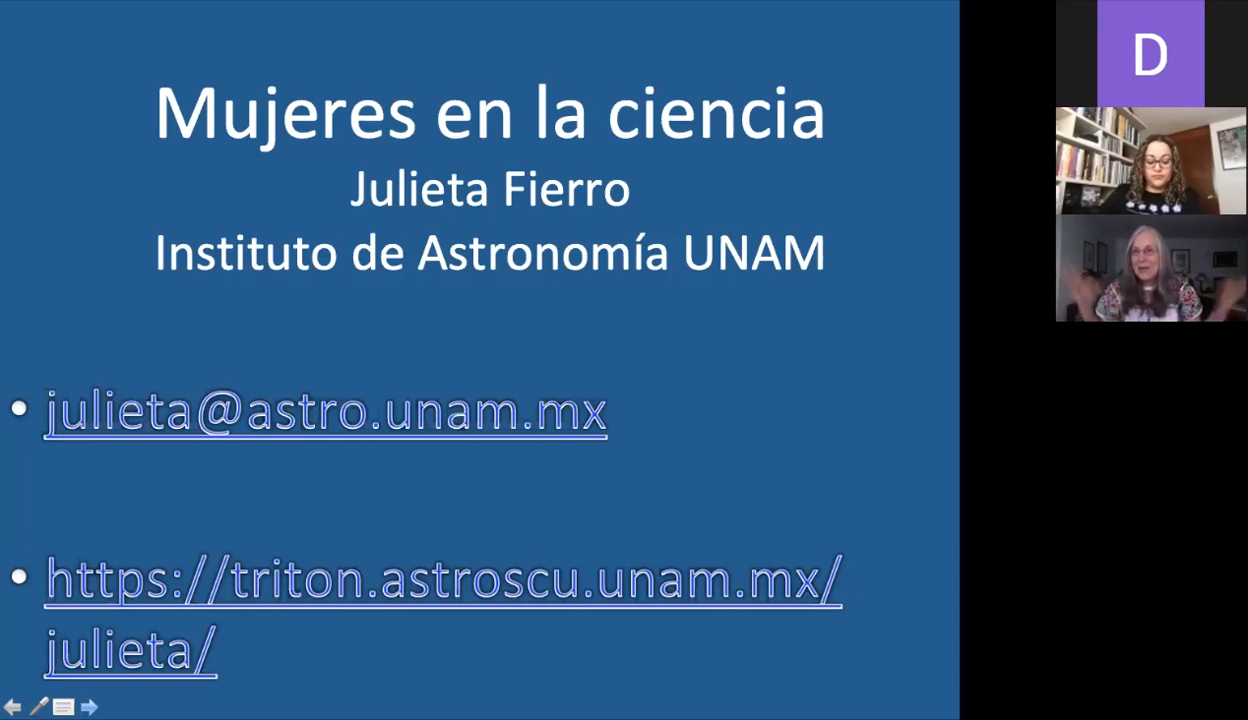 Mujeres en la ciencia
Julieta Fierro
Instituto de Astronomía UNAM
• julieta@astro.unam.mx
• https://triton.astroscu.unam.mx/
julieta/
D